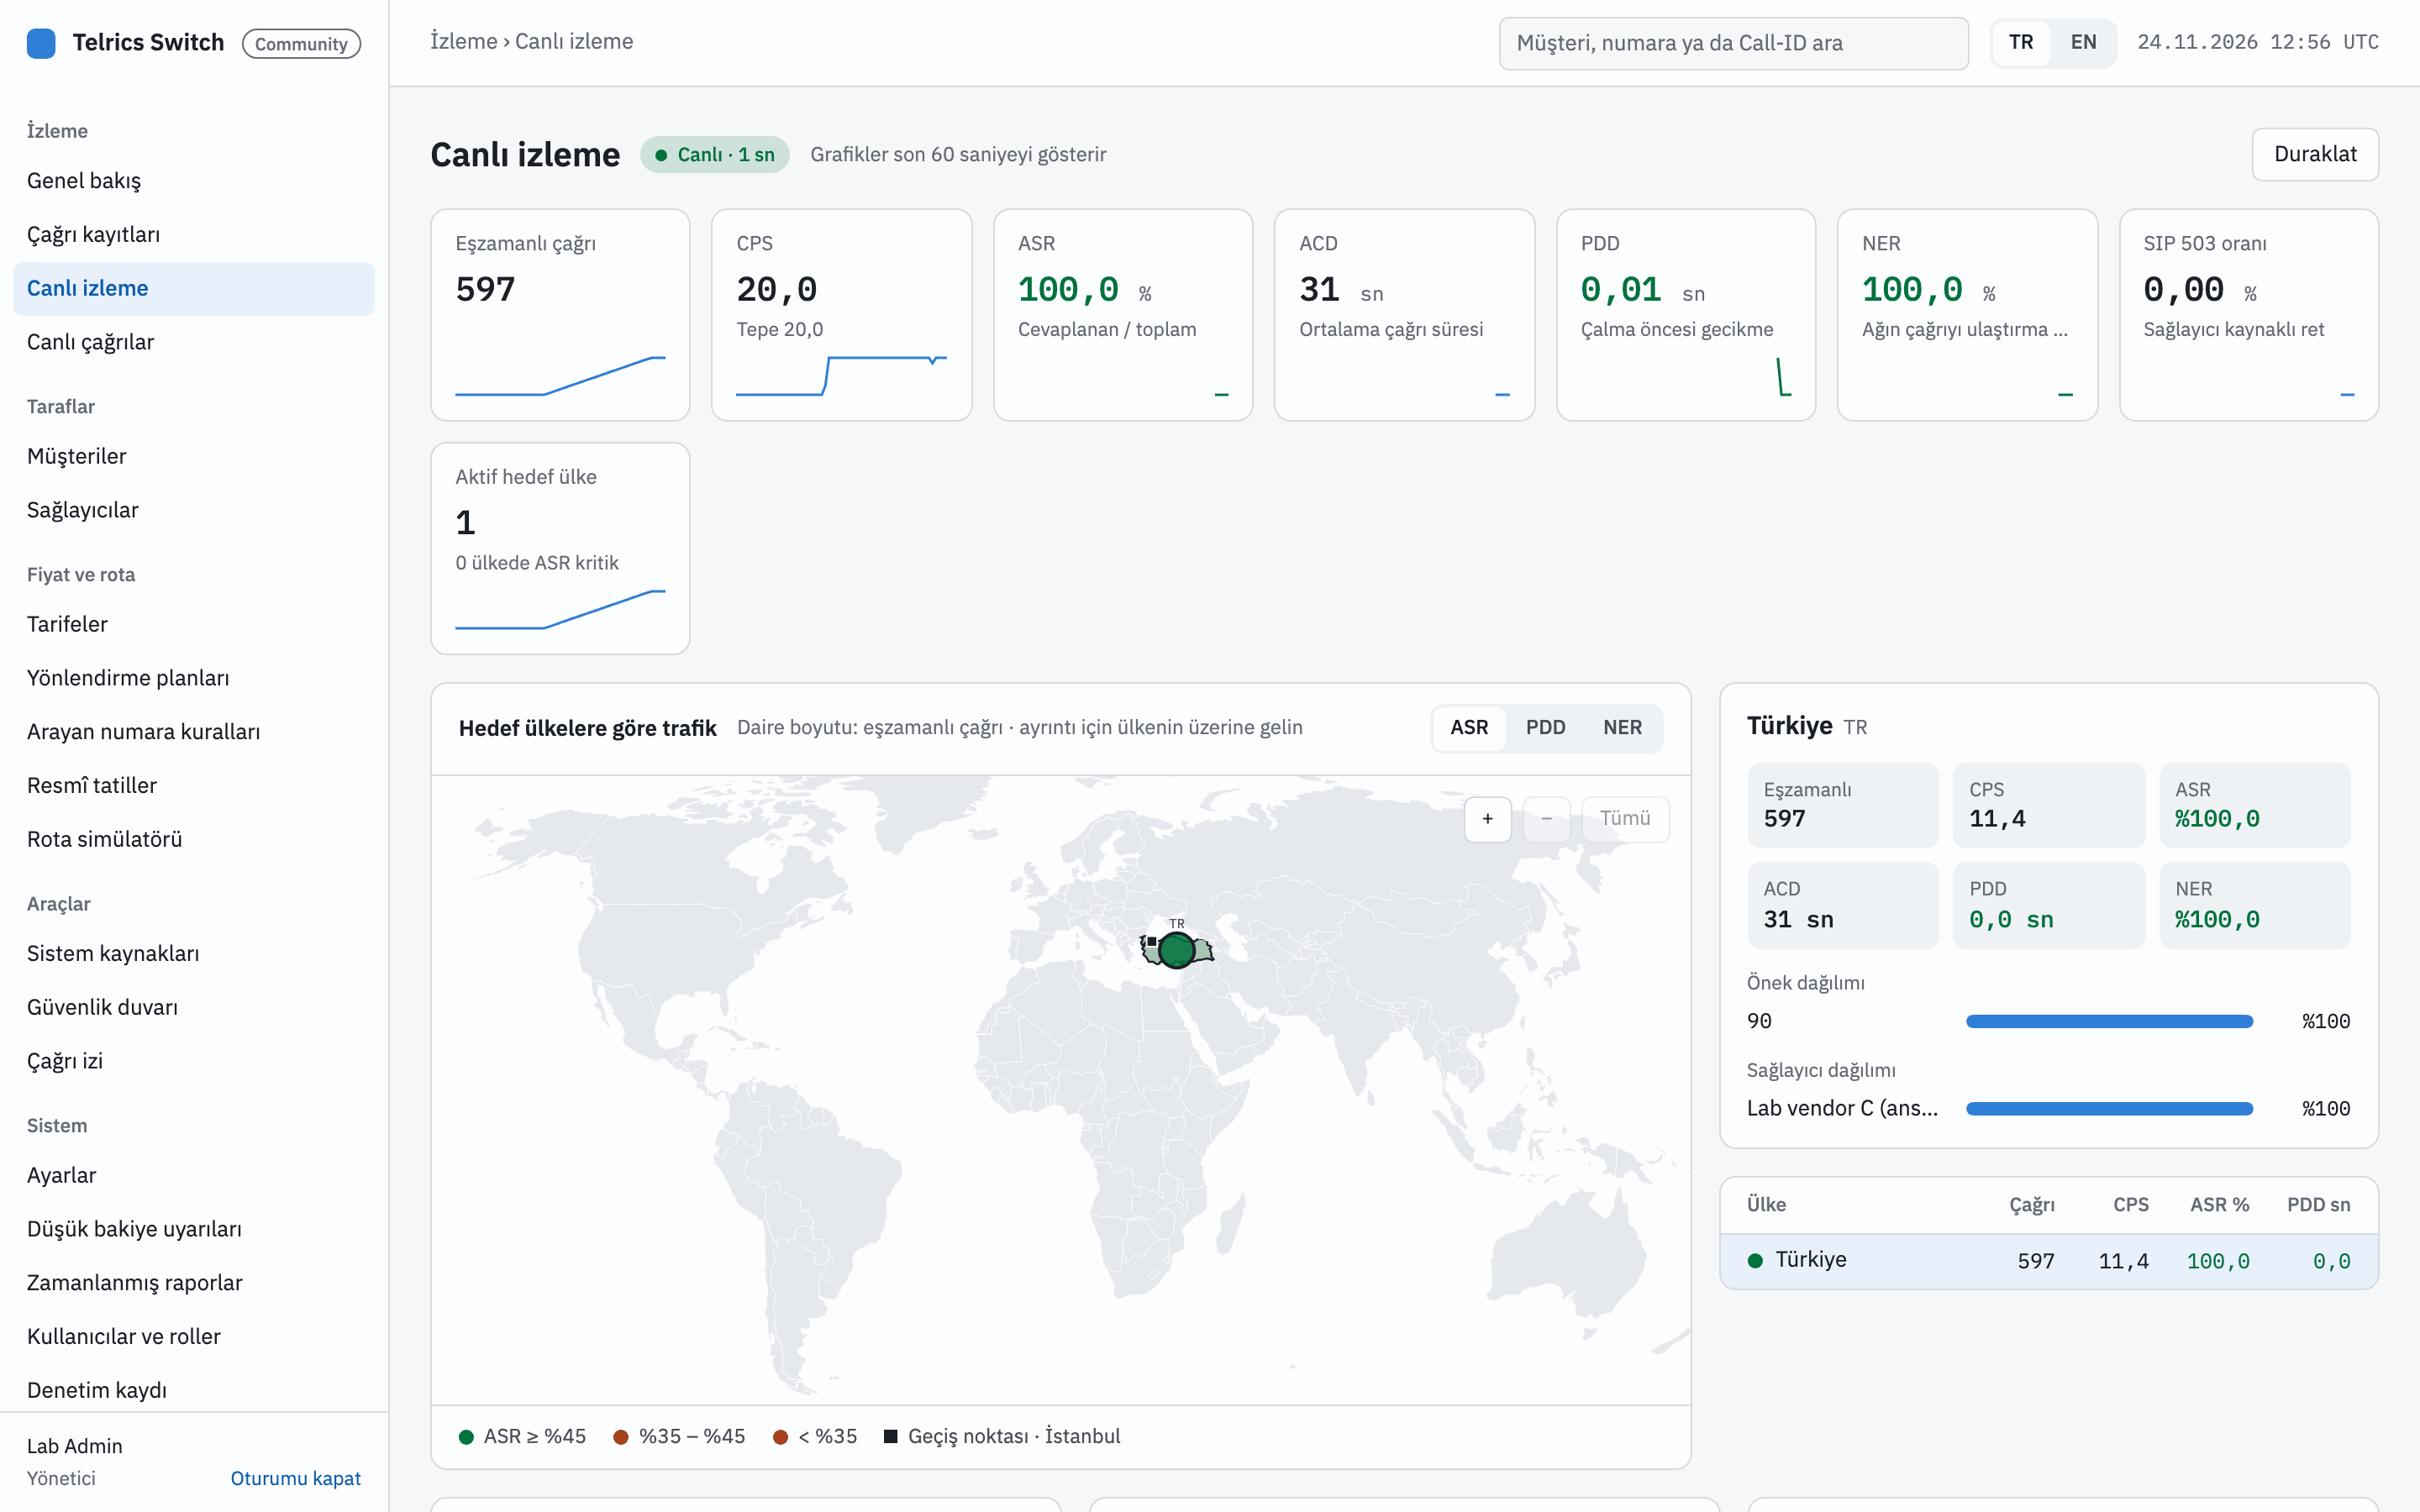 Telrics Switch Community
İzleme
Genel bakış
Çağrı kayıtları
Canlı izleme
Canlı çağrılar
Taraflar
Müşteriler
Sağlayıcılar
Fiyat ve rota
Tarifeler
Yönlendirme planları
Arayan numara kuralları
Resmî tatiller
Rota simülatörü
Araçlar
Sistem kaynakları
Güvenlik duvarı
Çağrı izi
Sistem
Ayarlar
Düşük bakiye uyarıları
Zamanlanmış raporlar
Kullanıcılar ve roller
Denetim kaydı
Lab Admin
Yönetici Oturumu kapat
İzleme › Canlı izleme
Müşteri, numara ya da Call-ID ara
TR EN
24.11.2026 12:56 UTC
Canlı izleme
Canlı · 1 sn
Grafikler son 60 saniyeyi gösterir
Duraklat
Eşzamanlı çağrı
597
CPS
20,0
Tepe 20,0
ASR
100,0 %
Cevaplanan / toplam
ACD
31 sn
Ortalama çağrı süresi
PDD
0,01 sn
Çalma öncesi gecikme
NER
100,0 %
Ağın çağrıyı ulaştırma ...
SIP 503 oranı
0,00 %
Sağlayıcı kaynaklı ret
Aktif hedef ülke
1
0 ülkede ASR kritik
Hedef ülkelere göre trafik
Daire boyutu: eşzamanlı çağrı · ayrıntı için ülkenin üzerine gelin
ASR PDD NER
+ − Tümü
TR
ASR ≥ %45
%35 – %45
< %35
Geçiş noktası · İstanbul
Türkiye TR
Eşzamanlı
597
CPS
11,4
ASR
%100,0
ACD
31 sn
PDD
0,0 sn
NER
%100,0
Önek dağılımı
90 %100
Sağlayıcı dağılımı
Lab vendor C (ans... %100
Ülke Çağrı CPS ASR % PDD sn
Türkiye 597 11,4 100,0 0,0